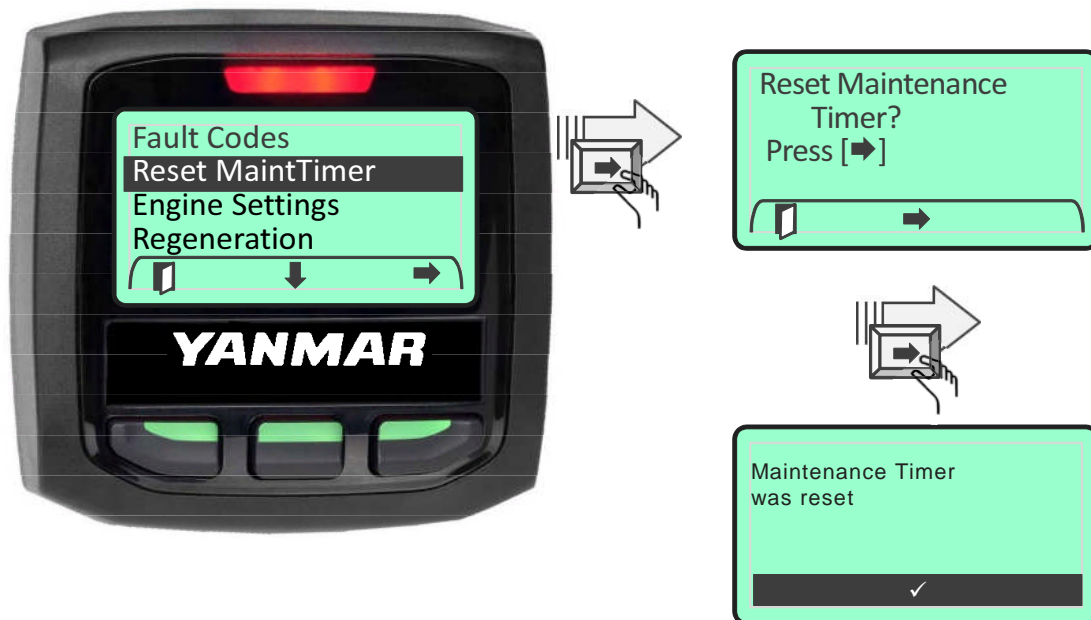 Fault Codes
Reset MaintTimer
Engine Settings
Regeneration
YANMAR
Reset Maintenance
Timer?
Press [➡]
Maintenance Timer
was reset